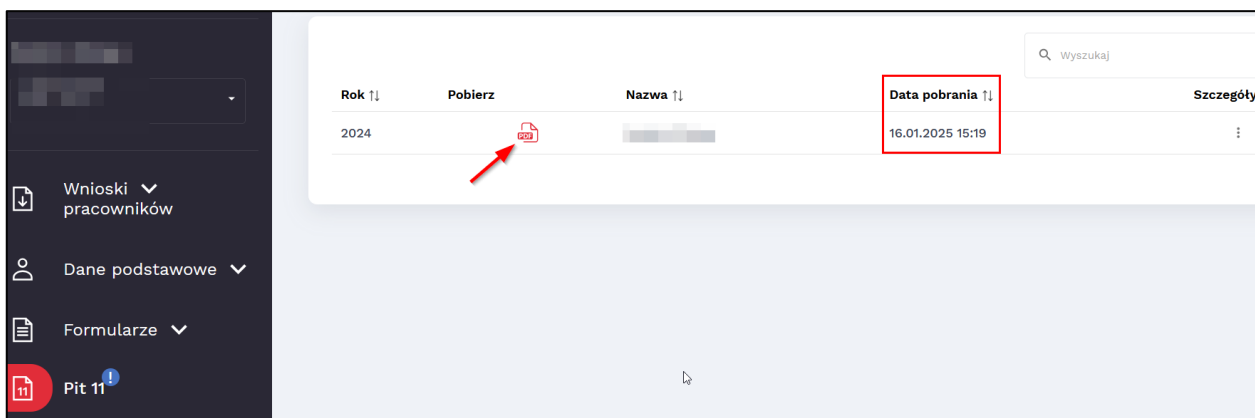 Wyszukaj
Rok ↑↓ Pobierz Nazwa ↑↓ Data pobrania ↑↓ Szczegóły
2024 PDF 16.01.2025 15:19
Wnioski
pracowników
Dane podstawowe
Formularze
11 Pit 11 !